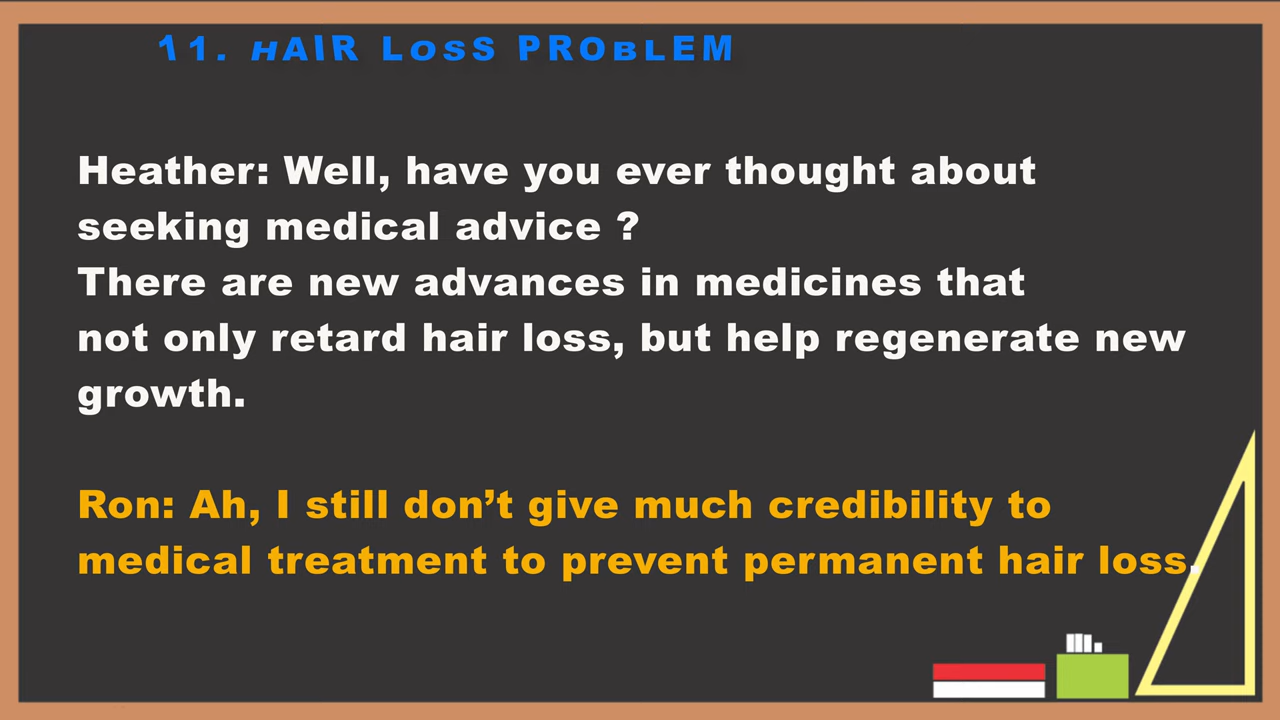 11. HAIR LOSS PROBLEM
Heather: Well, have you ever thought about
seeking medical advice ?
There are new advances in medicines that
not only retard hair loss, but help regenerate new
growth.
Ron: Ah, I still don’t give much credibility to
medical treatment to prevent permanent hair loss.